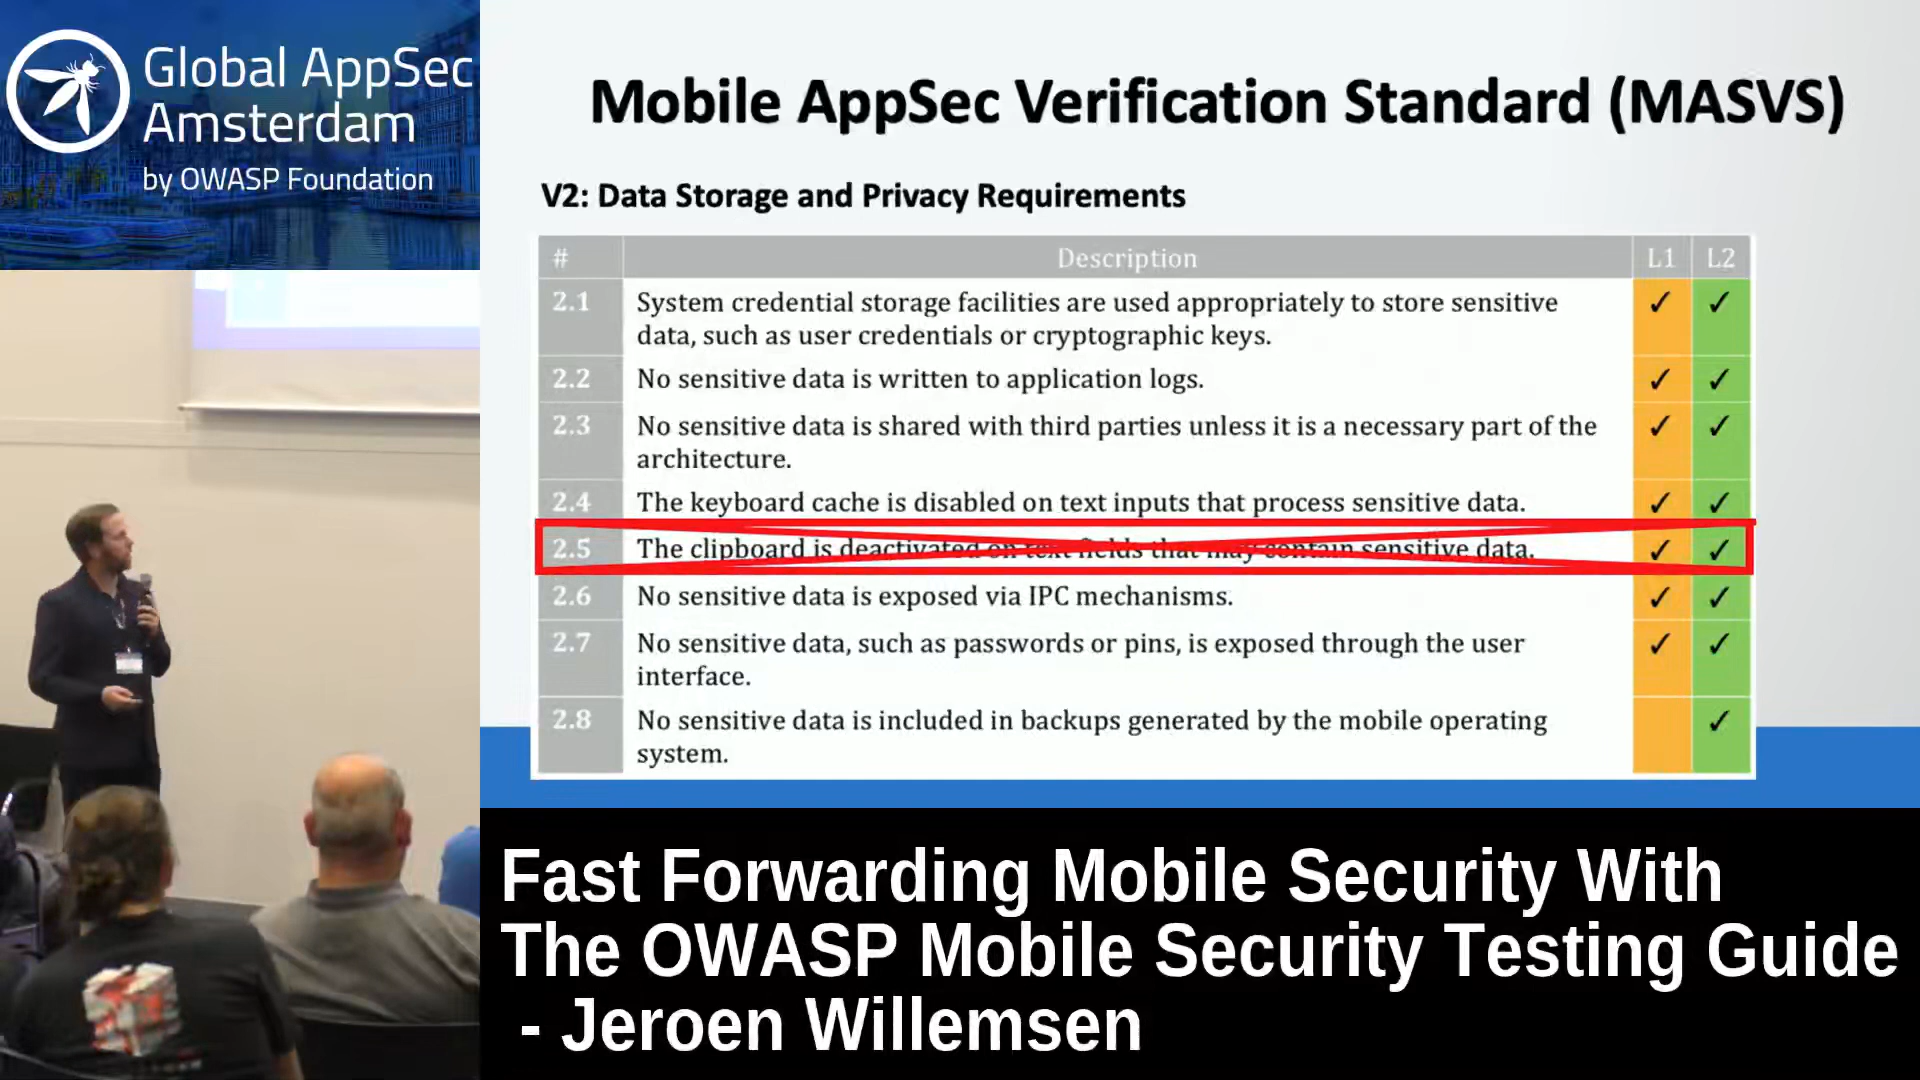 Global AppSec
Amsterdam
by OWASP Foundation
Mobile AppSec Verification Standard (MASVS)
V2: Data Storage and Privacy Requirements
# Description L1 L2
2.1 System credential storage facilities are used appropriately to store sensitive ✓ ✓
data, such as user credentials or cryptographic keys.
2.2 No sensitive data is written to application logs. ✓ ✓
2.3 No sensitive data is shared with third parties unless it is a necessary part of the ✓ ✓
architecture.
2.4 The keyboard cache is disabled on text inputs that process sensitive data. ✓ ✓
2.5 The clipboard is deactivated on text fields that may contain sensitive data. ✓ ✓
2.6 No sensitive data is exposed via IPC mechanisms. ✓ ✓
2.7 No sensitive data, such as passwords or pins, is exposed through the user ✓ ✓
interface.
2.8 No sensitive data is included in backups generated by the mobile operating ✓
system.
Fast Forwarding Mobile Security With
The OWASP Mobile Security Testing Guide
- Jeroen Willemsen